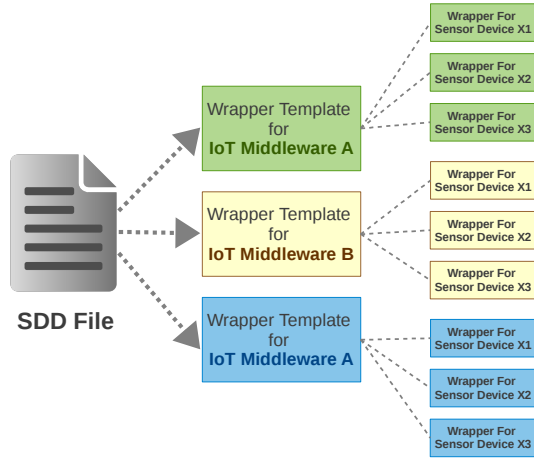 SDD File
Wrapper Template
for
IoT Middleware A
Wrapper For
Sensor Device X1
Wrapper For
Sensor Device X2
Wrapper For
Sensor Device X3
Wrapper Template
for
IoT Middleware B
Wrapper For
Sensor Device X1
Wrapper For
Sensor Device X2
Wrapper For
Sensor Device X3
Wrapper Template
for
IoT Middleware A
Wrapper For
Sensor Device X1
Wrapper For
Sensor Device X2
Wrapper For
Sensor Device X3